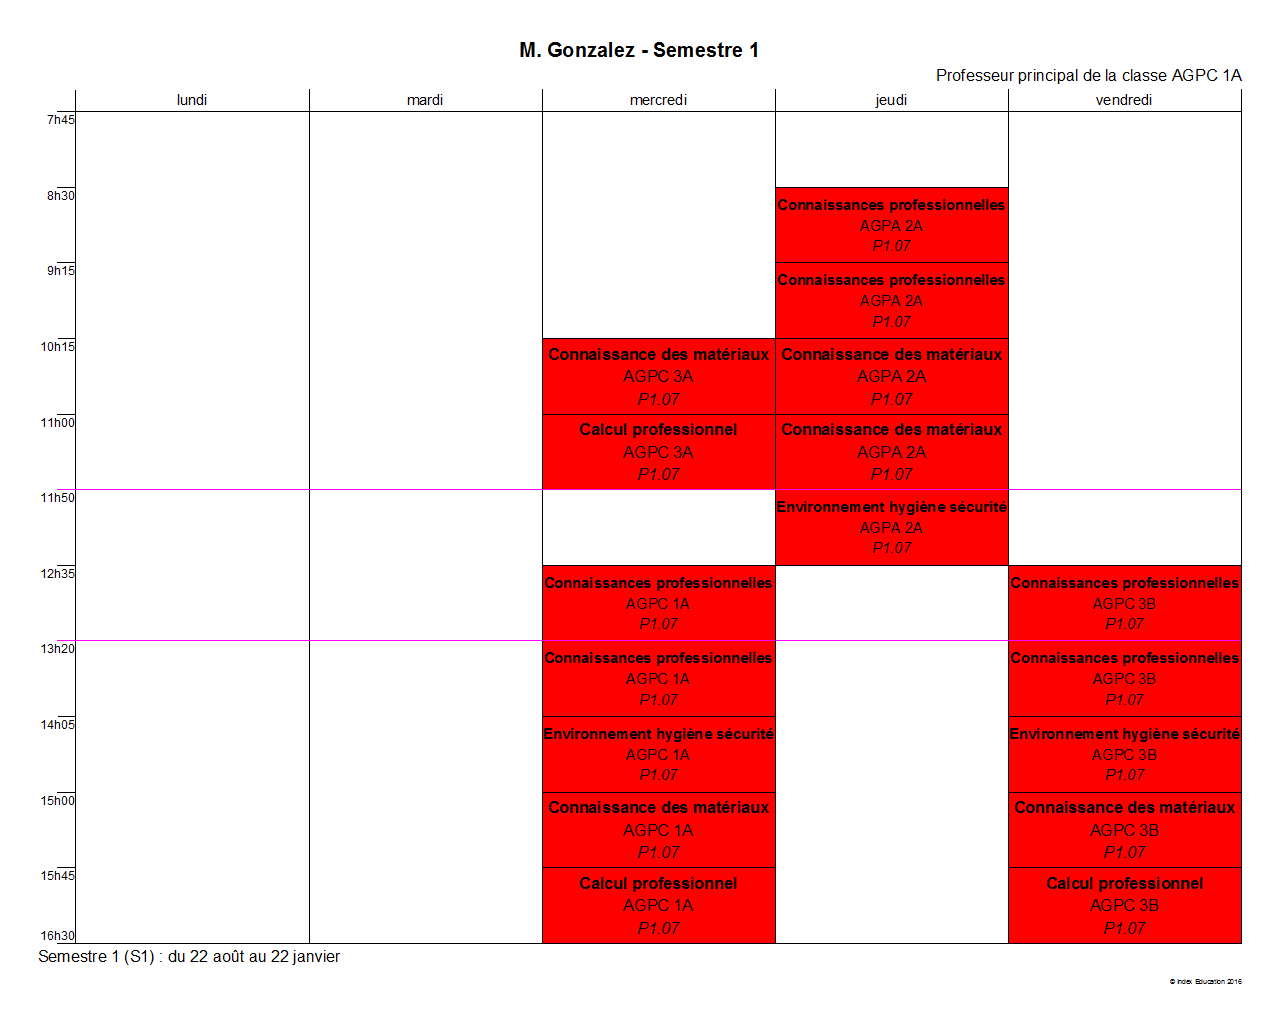 M. Gonzalez - Semestre 1
Professeur principal de la classe AGPC 1A
lundi mardi mercredi jeudi vendredi
7h45
8h30
Connaissances professionnelles
AGPA 2A
P1.07
9h15
Connaissances professionnelles
AGPA 2A
P1.07
10h15
Connaissance des matériaux Connaissance des matériaux
AGPC 3A AGPA 2A
P1.07 P1.07
11h00
Calcul professionnel Connaissance des matériaux
AGPC 3A AGPA 2A
P1.07 P1.07
11h50
Environnement hygiène sécurité
AGPA 2A
P1.07
12h35
Connaissances professionnelles Connaissances professionnelles
AGPC 1A AGPC 3B
P1.07 P1.07
13h20
Connaissances professionnelles Connaissances professionnelles
AGPC 1A AGPC 3B
P1.07 P1.07
14h05
Environnement hygiène sécurité Environnement hygiène sécurité
AGPC 1A AGPC 3B
P1.07 P1.07
15h00
Connaissance des matériaux Connaissance des matériaux
AGPC 1A AGPC 3B
P1.07 P1.07
15h45
Calcul professionnel Calcul professionnel
AGPC 1A AGPC 3B
P1.07 P1.07
16h30
Semestre 1 (S1) : du 22 août au 22 janvier
© Index Education 2016